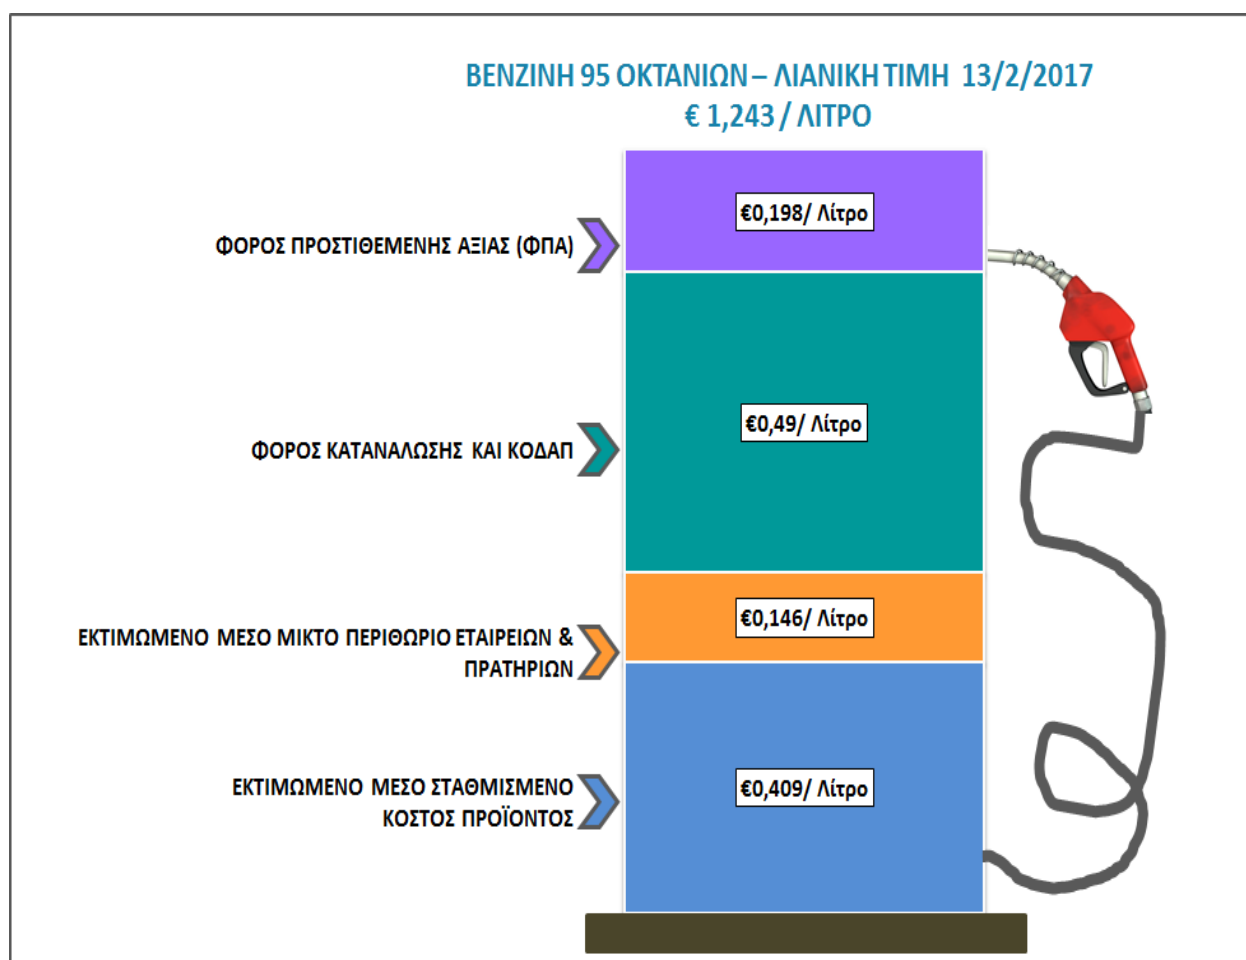 ΒΕΝΖΙΝΗ 95 ΟΚΤΑΝΙΩΝ – ΛΙΑΝΙΚΗ ΤΙΜΗ 13/2/2017
€ 1,243 / ΛΙΤΡΟ
€0,198/ Λίτρο
ΦΟΡΟΣ ΠΡΟΣΤΙΘΕΜΕΝΗΣ ΑΞΙΑΣ (ΦΠΑ)
€0,49/ Λίτρο
ΦΟΡΟΣ ΚΑΤΑΝΑΛΩΣΗΣ ΚΑΙ ΚΟΔΑΠ
€0,146/ Λίτρο
ΕΚΤΙΜΩΜΕΝΟ ΜΕΣΟ ΜΙΚΤΟ ΠΕΡΙΘΩΡΙΟ ΕΤΑΙΡΕΙΩΝ &
ΠΡΑΤΗΡΙΩΝ
€0,409/ Λίτρο
ΕΚΤΙΜΩΜΕΝΟ ΜΕΣΟ ΣΤΑΘΜΙΣΜΕΝΟ
ΚΟΣΤΟΣ ΠΡΟΪΟΝΤΟΣ